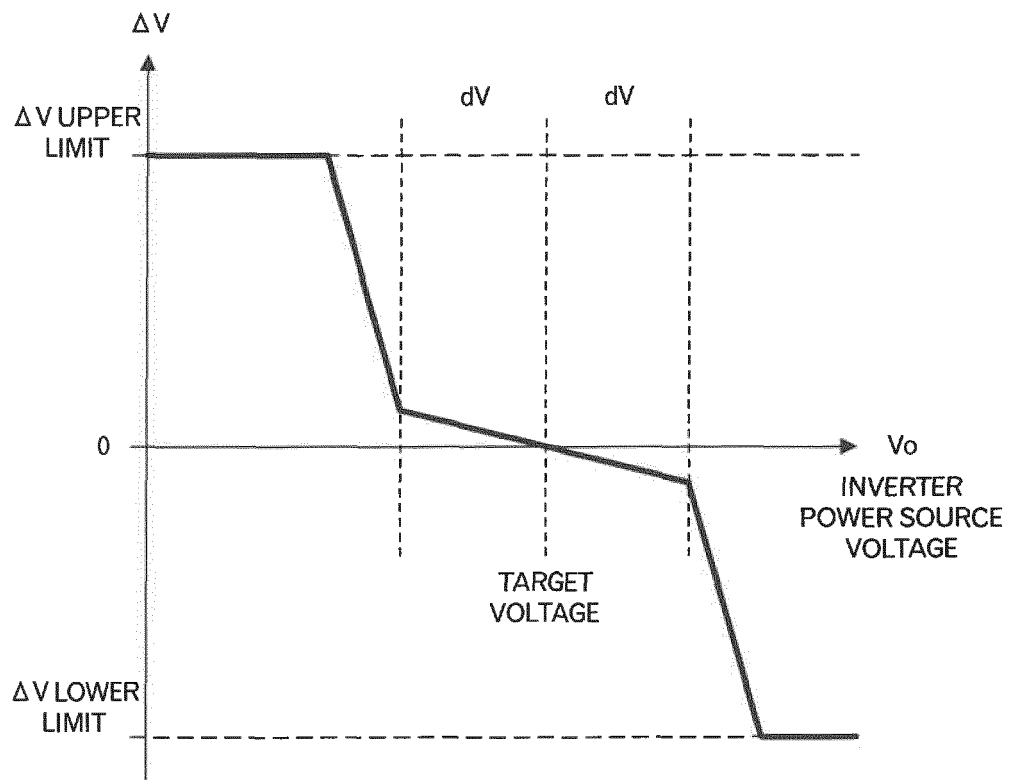 ΔV
dV
dV
ΔV UPPER
LIMIT
0
Vo
INVERTER
POWER SOURCE
VOLTAGE
TARGET
VOLTAGE
ΔV LOWER
LIMIT